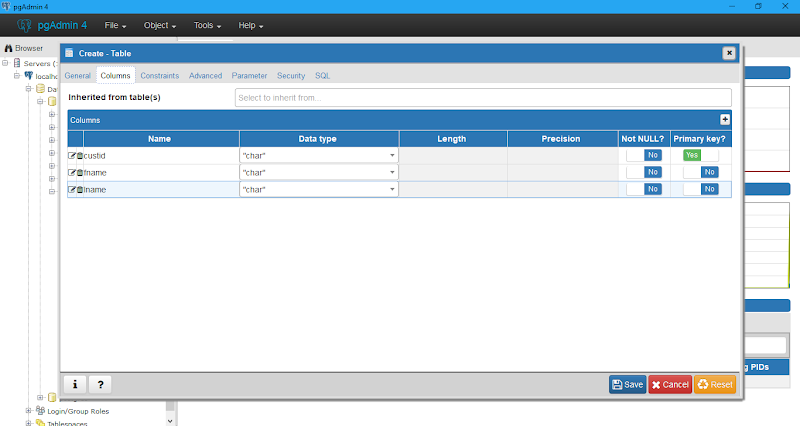 pgAdmin 4
pgAdmin 4 File Object Tools Help
Browser
Servers (
localho
Da
Create - Table
General Columns Constraints Advanced Parameter Security SQL
Inherited from table(s) Select to inherit from...
Columns
Name Data type Length Precision Not NULL? Primary key?
custid "char" No Yes
fname "char" No No
lname "char" No No
i ? Save Cancel Reset
PIDs
Login/Group Roles
Tablespaces